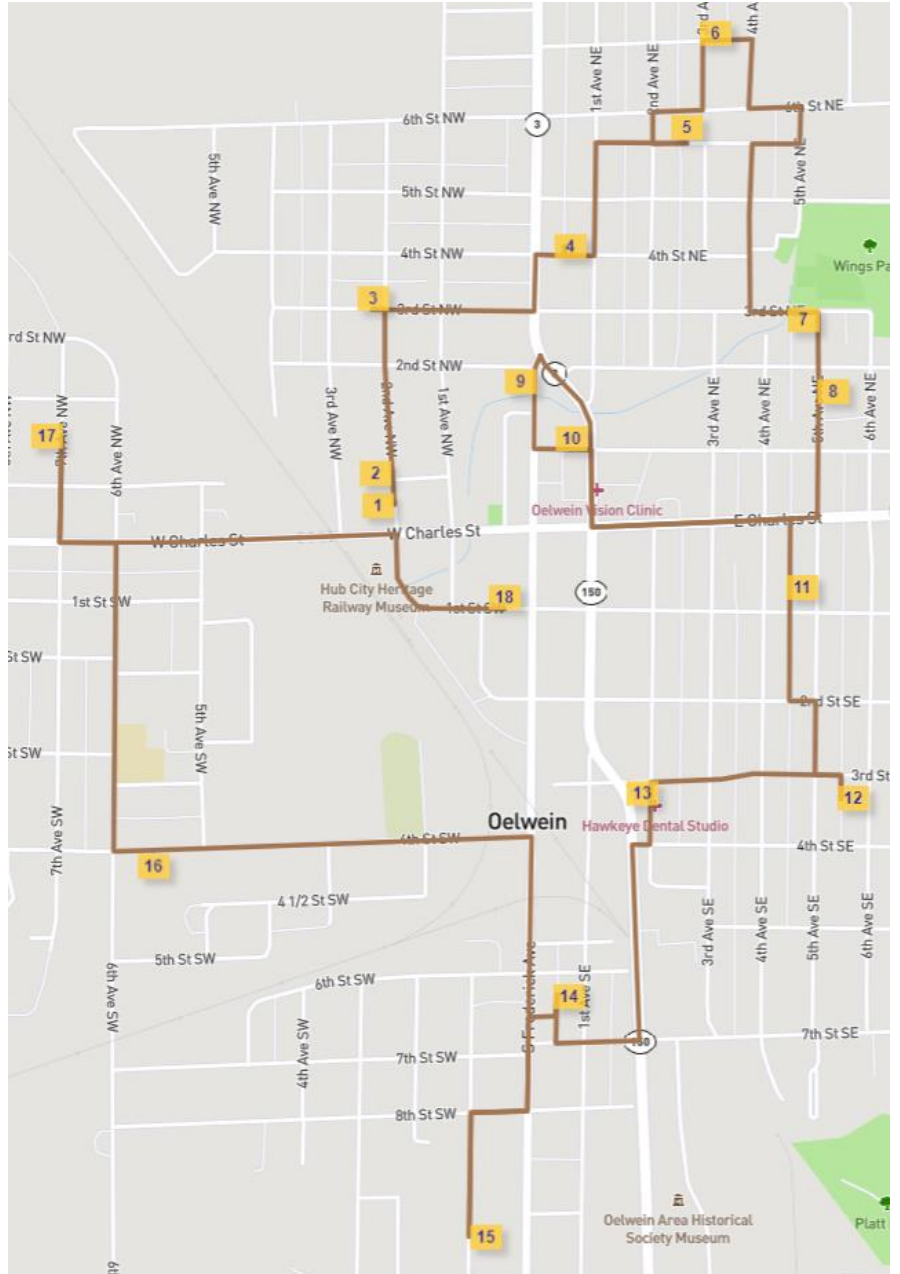 3rd A
4th A
6
1st Ave NE
2nd Ave NE
6th St NE
5
6th St NW
3
5th Ave NW
5th Ave NE
5th St NW
4
4th St NW
4th St NE
Wings Pa
3
3rd St NW
3rd St NE
7
rd St NW
2nd St NW
9
8
2nd Ave NW
3rd Ave NW
1st Ave NW
3rd Ave NE
4th Ave NE
5th Ave NE
6th Ave NE
17
7th Ave NW
6th Ave NW
10
2
1
Oelwein Vision Clinic
E Charles St
W Charles St
W Charles St
Hub City Heritage
Railway Museum
18
1st St SW
1st St SW
150
11
St SW
2nd St SE
5th Ave SW
St SW
3rd St
13
12
Oelwein
Hawkeye Dental Studio
7th Ave SW
4th St SW
4th St SE
16
4 1/2 St SW
3rd Ave SE
4th Ave SE
5th Ave SE
6th Ave SE
5th St SW
6th Ave SW
6th St SW
S Frederick Ave
14
1st Ave SE
4th Ave SW
7th St SW
150
7th St SE
8th St SW
15
Oelwein Area Historical
Society Museum
Platt
6th